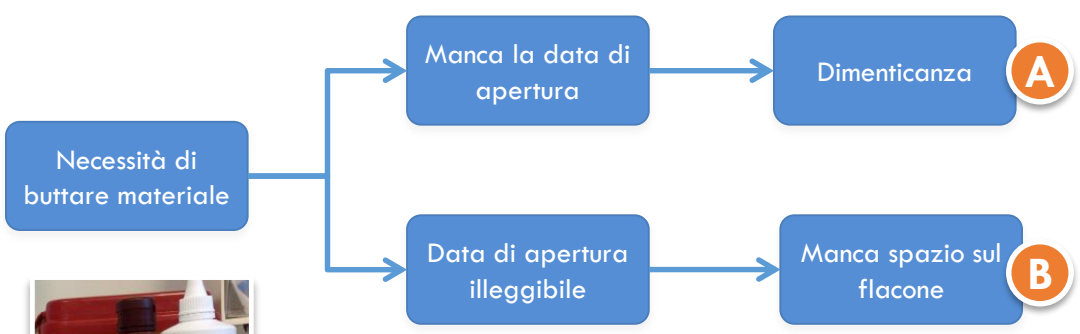 Manca la data di
apertura
Dimenticanza
A
Necessità di
buttare materiale
Data di apertura
illeggibile
Manca spazio sul
flacone
B